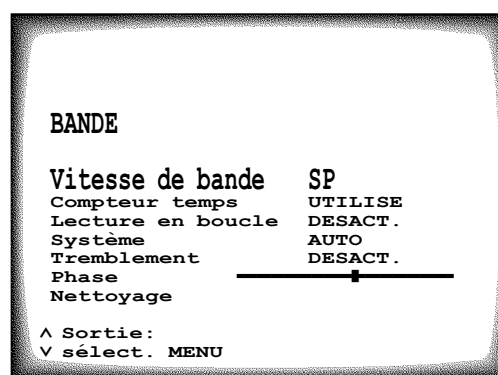 BANDE
Vitesse de bande SP
Compteur temps UTILISE
Lecture en boucle DESACT.
Système AUTO
Tremblement DESACT.
Phase
Nettoyage
^ Sortie:
v sélect. MENU